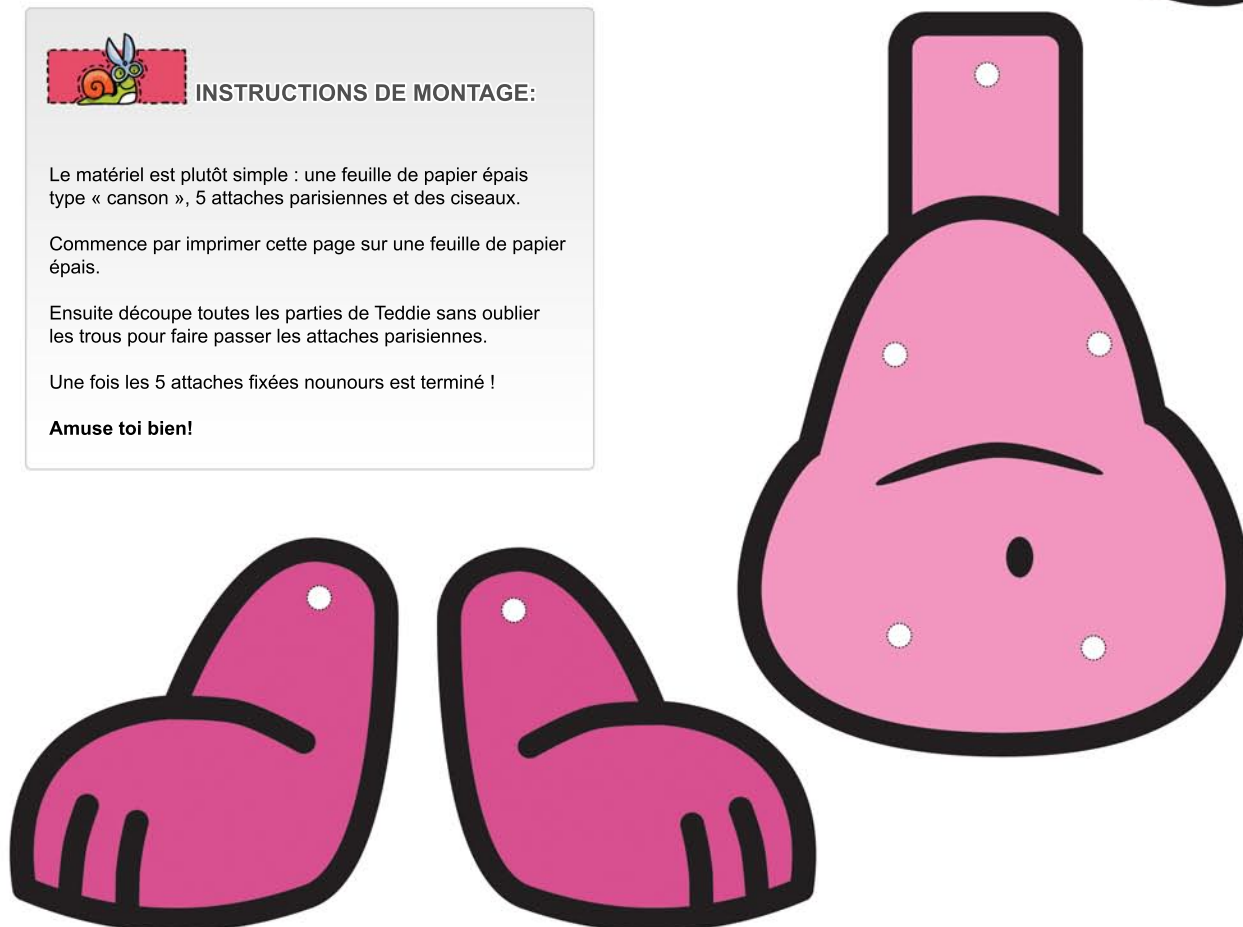 INSTRUCTIONS DE MONTAGE:
Le matériel est plutôt simple : une feuille de papier épais
type « canson », 5 attaches parisiennes et des ciseaux.
Commence par imprimer cette page sur une feuille de papier
épais.
Ensuite découpe toutes les parties de Teddie sans oublier
les trous pour faire passer les attaches parisiennes.
Une fois les 5 attaches fixées nounours est terminé !
Amuse toi bien!